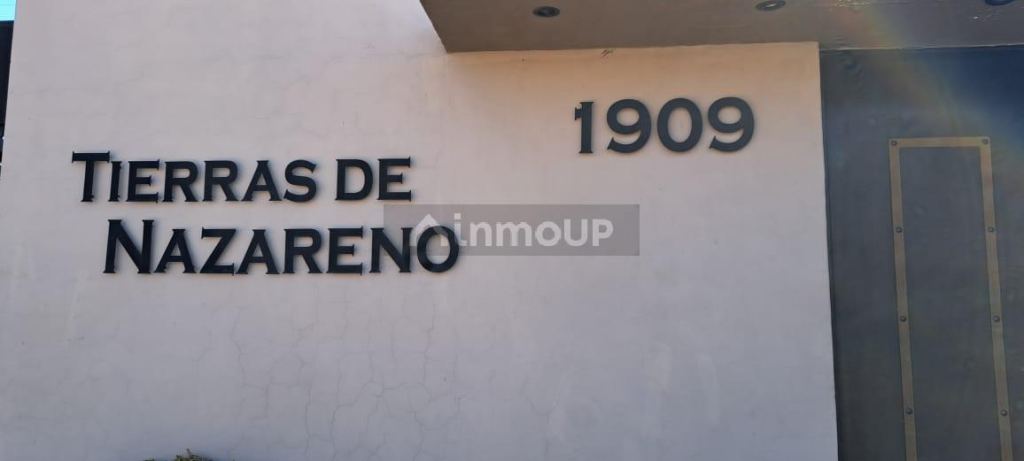 1909
TIERRAS DE
NAZARENO
inmoUP